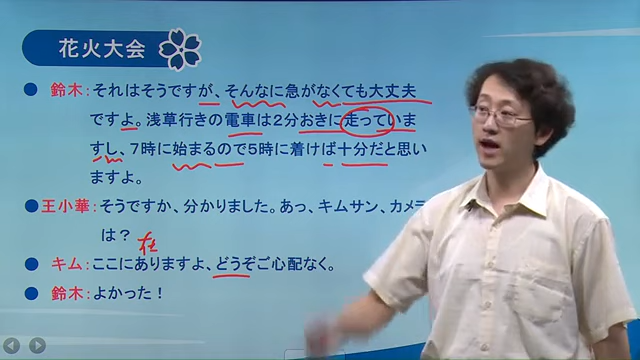 花火大会
鈴木：それはそうですが、そんなに急がなくても大丈夫
ですよ。浅草行きの電車は2分おきに走っていま
すし、7時に始まるので5時に着けば十分だと思い
ますよ。
王小華：そうですか、分かりました。あっ、キムサン、カメラ
は？
在
キム：ここにありますよ、どうぞご心配なく。
鈴木：よかった！